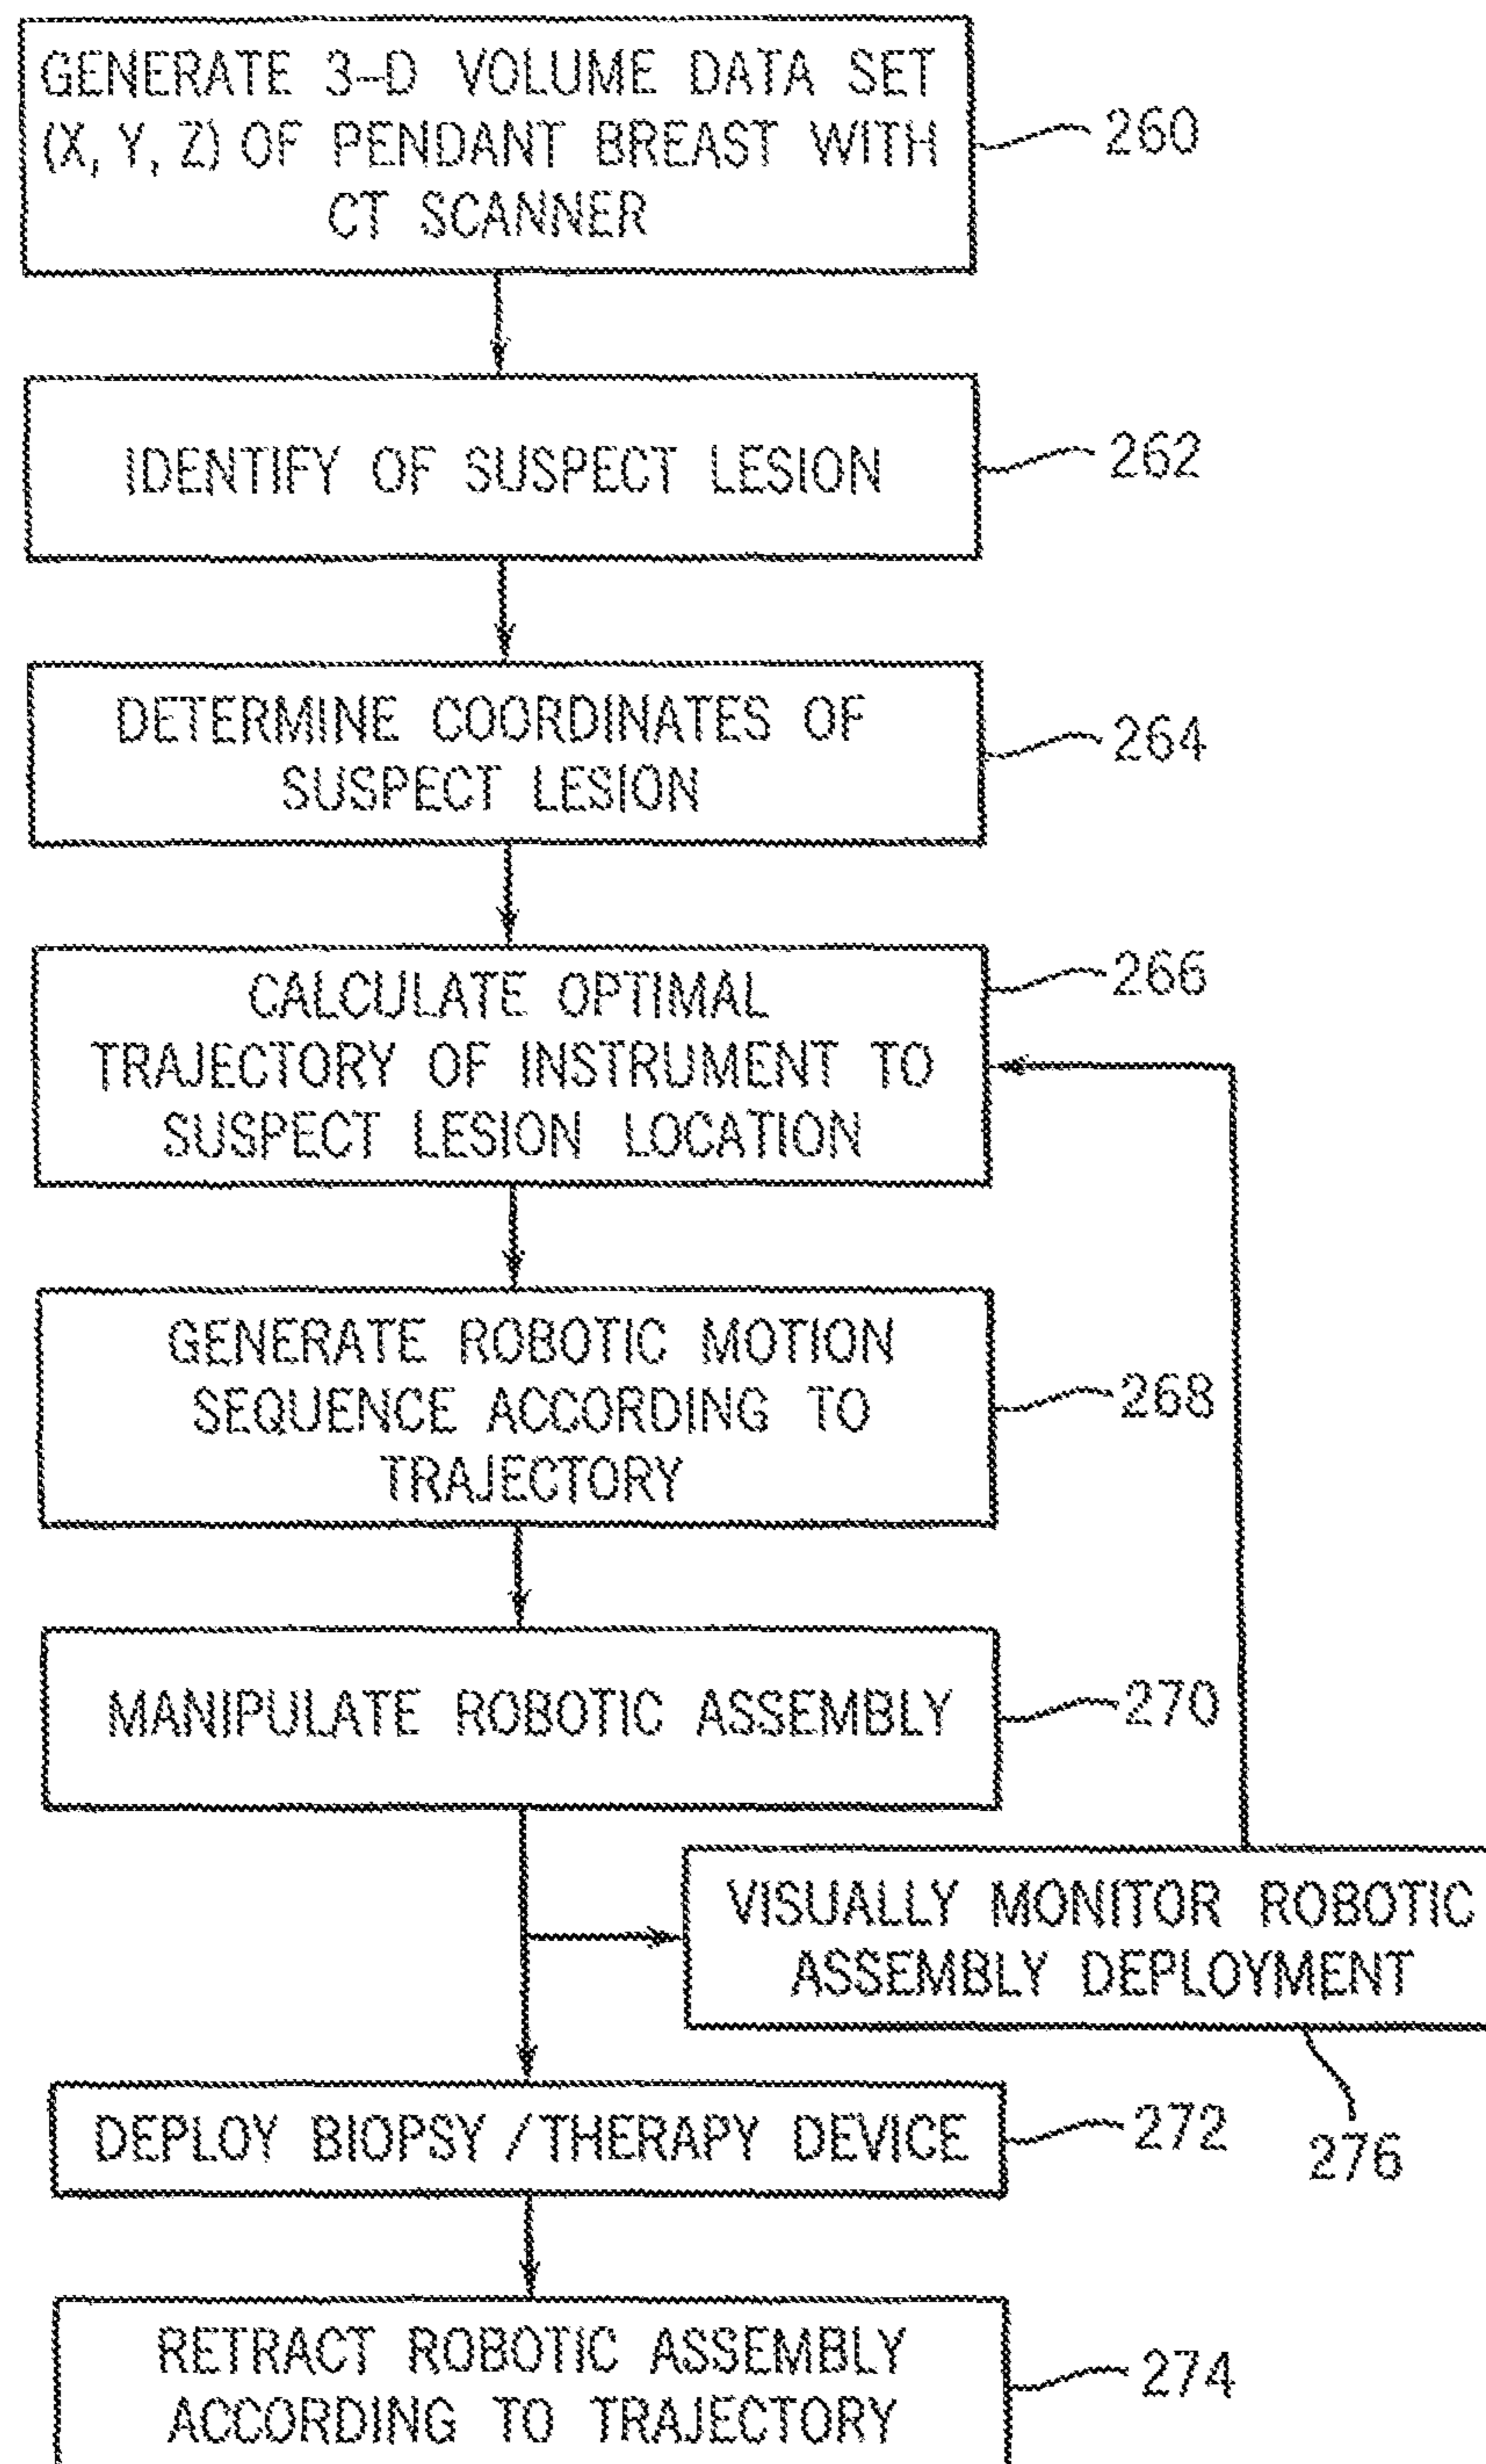 GENERATE 3-D VOLUME DATA SET
(X, Y, Z) OF PENDANT BREAST WITH
CT SCANNER
260
IDENTIFY OF SUSPECT LESION
262
DETERMINE COORDINATES OF
SUSPECT LESION
264
CALCULATE OPTIMAL
TRAJECTORY OF INSTRUMENT TO
SUSPECT LESION LOCATION
266
GENERATE ROBOTIC MOTION
SEQUENCE ACCORDING TO
TRAJECTORY
268
MANIPULATE ROBOTIC ASSEMBLY
270
VISUALLY MONITOR ROBOTIC
ASSEMBLY DEPLOYMENT
276
DEPLOY BIOPSY/THERAPY DEVICE
272
RETRACT ROBOTIC ASSEMBLY
ACCORDING TO TRAJECTORY
274